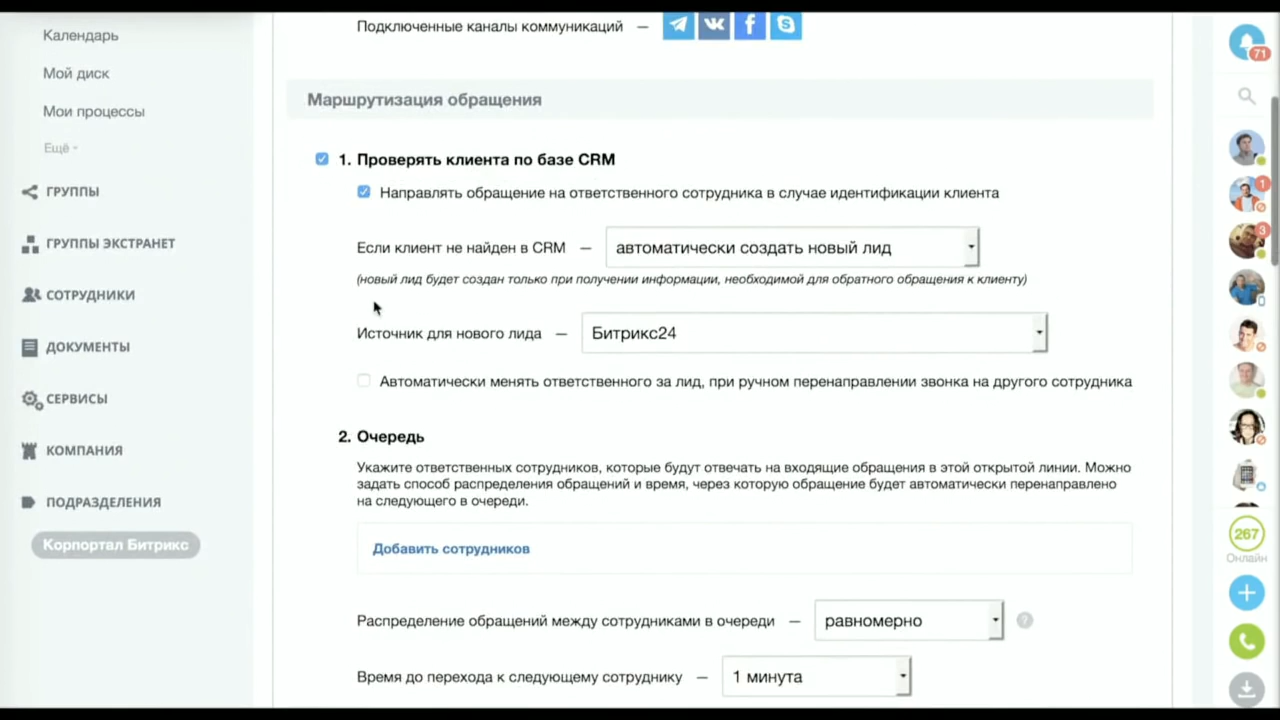 Календарь
Мой диск
Мои процессы
Ещё
ГРУППЫ
ГРУППЫ ЭКСТРАНЕТ
СОТРУДНИКИ
ДОКУМЕНТЫ
СЕРВИСЫ
КОМПАНИЯ
ПОДРАЗДЕЛЕНИЯ
Корпортал Битрикс
Подключенные каналы коммуникаций —
Маршрутизация обращения
1. Проверять клиента по базе CRM
Направлять обращение на ответственного сотрудника в случае идентификации клиента
Если клиент не найден в CRM — автоматически создать новый лид
(новый лид будет создан только при получении информации, необходимой для обратного обращения к клиенту)
Источник для нового лида — Битрикс24
Автоматически менять ответственного за лид, при ручном перенаправлении звонка на другого сотрудника
2. Очередь
Укажите ответственных сотрудников, которые будут отвечать на входящие обращения в этой открытой линии. Можно
задать способ распределения обращений и время, через которую обращение будет автоматически перенаправлено
на следующего в очереди.
Добавить сотрудников
Распределение обращений между сотрудниками в очереди — равномерно ?
Время до перехода к следующему сотруднику — 1 минута
71
1
3
267
Онлайн